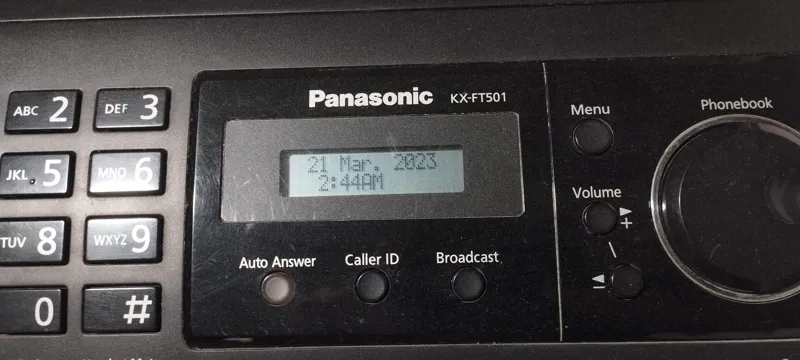 Panasonic KX-FT501
21 Mar. 2023
2:44AM
Auto Answer Caller ID Broadcast
ABC 2 DEF 3
JKL 5 MNO 6
TUV 8 WXYZ 9
0 #
Menu
Phonebook
Volume
+
−